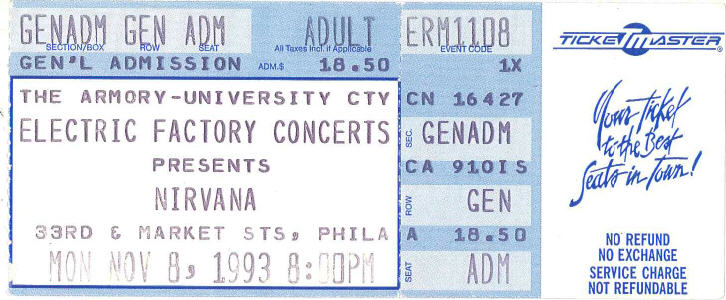 GENADM GEN ADM ADULT
SECTION/BOX ROW SEAT All Taxes Incl. if Applicable
GEN'L ADMISSION ADM.$ 18.50
THE ARMORY-UNIVERSITY CTY
ELECTRIC FACTORY CONCERTS
PRESENTS
NIRVANA
33RD & MARKET STS, PHILA
MON NOV 8, 1993 8:00PM
ERM1108
EVENT CODE
1X
CN 16427
SEC. GENADM
CA 910IS
ROW GEN
A 18.50
SEAT ADM
TICKETMASTER®
Your Ticket
to the Best
Seats in Town!
NO REFUND
NO EXCHANGE
SERVICE CHARGE
NOT REFUNDABLE